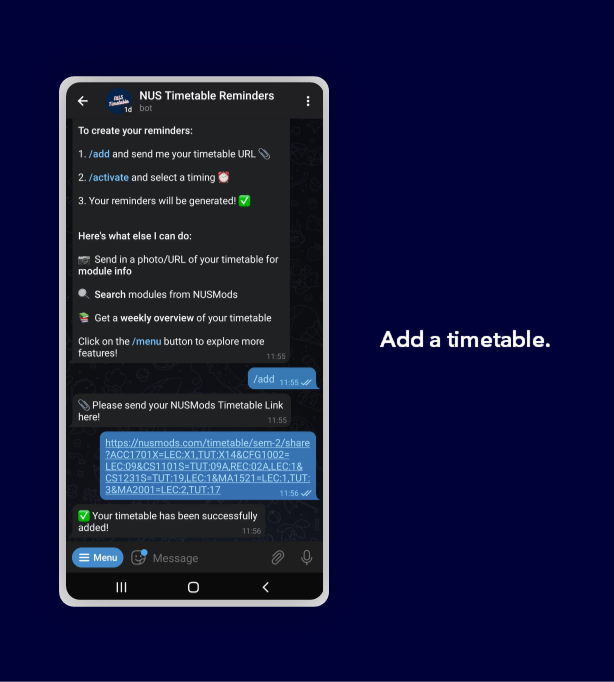 NUS Timetable Reminders
bot
NUS
Timetable
1d
To create your reminders:
1. /add and send me your timetable URL 📎
2. /activate and select a timing ⏰
3. Your reminders will be generated! ✅
Here's what else I can do:
📷 Send in a photo/URL of your timetable for
module info
🔍 Search modules from NUSMods
📚 Get a weekly overview of your timetable
Click on the /menu button to explore more
features!
11:55
/add 11:55
📎 Please send your NUSMods Timetable Link
here!
11:55
https://nusmods.com/timetable/sem-2/share
?ACC1701X=LEC:X1,TUT:X14&CFG1002=
LEC:09&CS1101S=TUT:09A,REC:02A,LEC:1&
CS1231S=TUT:19,LEC:1&MA1521=LEC:1,TUT:
3&MA2001=LEC:2,TUT:17
11:56
✅ Your timetable has been successfully
added!
11:56
Menu
Message
Add a timetable.